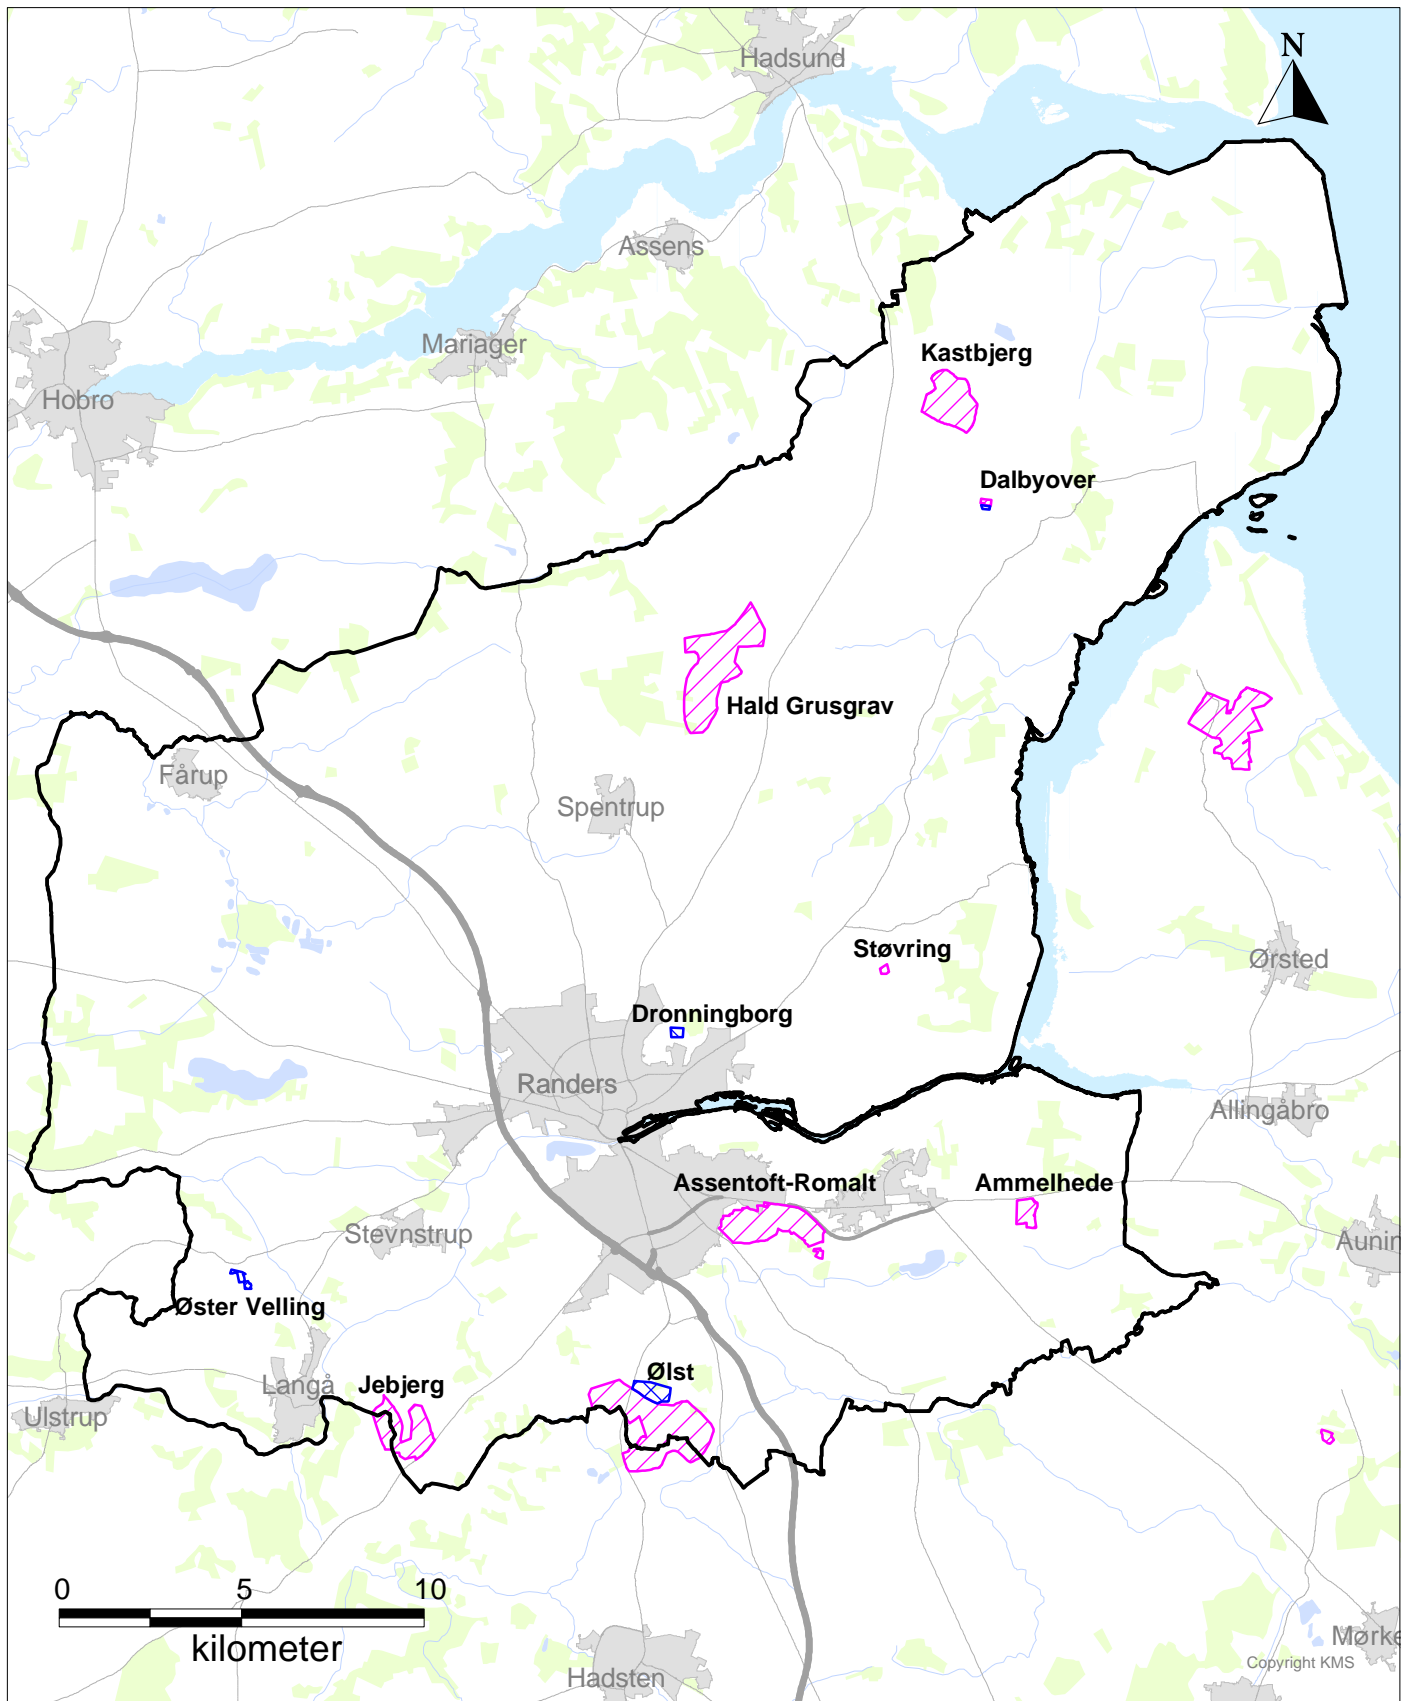 Hadsund
N
Assens
Mariager
Kastbjerg
Hobro
Dalbyover
Hald Grusgrav
Fårup
Spentrup
Støvring
Ørsted
Dronningborg
Randers
Allingåbro
Assentoft-Romalt
Ammelhede
Stevnstrup
Aunin
Øster Velling
Ølst
Langå
Jebjerg
Ulstrup
0 5 10
kilometer
Mørke
Copyright KMS
Hadsten